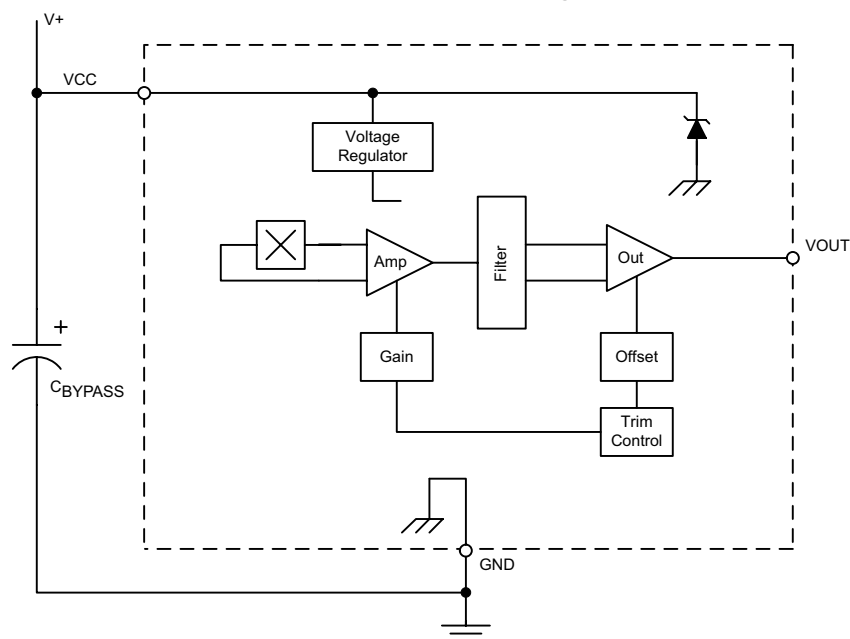 V+
VCC
Voltage
Regulator
Amp
Filter
Out
VOUT
+
Gain
Offset
CBYPASS
Trim
Control
GND